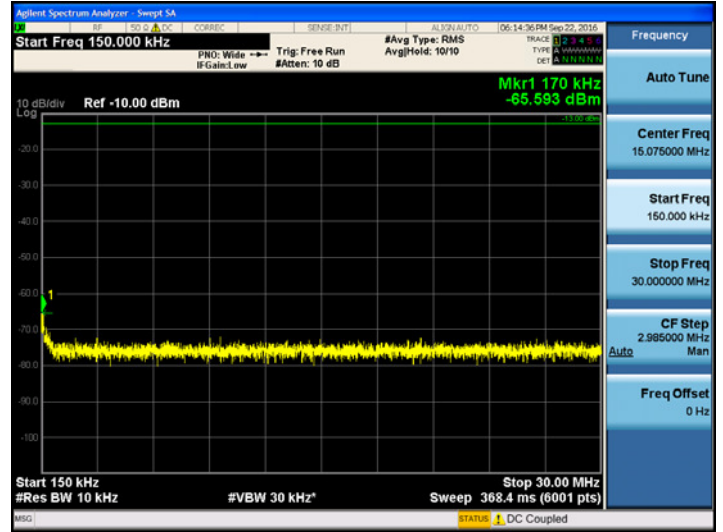 Agilent Spectrum Analyzer - Swept SA
RF 50 Ω DC CORREC SENSE:INT ALIGN AUTO 06:14:36 PM Sep 22, 2016
Start Freq 150.000 kHz
PNO: Wide
IFGain:Low
Trig: Free Run
#Atten: 10 dB
#Avg Type: RMS
Avg|Hold: 10/10
TRACE 1 2 3 4 5 6
TYPE A WWWWW
DET A N N N N N
Mkr1 170 kHz
-65.593 dBm
10 dB/div Ref -10.00 dBm
Log
-13.00 dBm
-20.0
-30.0
-40.0
-50.0
-60.0
1
-70.0
-80.0
-90.0
-100
Start 150 kHz Stop 30.00 MHz
#Res BW 10 kHz #VBW 30 kHz* Sweep 368.4 ms (6001 pts)
MSG STATUS DC Coupled
Frequency
Auto Tune
Center Freq
15.075000 MHz
Start Freq
150.000 kHz
Stop Freq
30.000000 MHz
CF Step
2.985000 MHz
Auto Man
Freq Offset
0 Hz